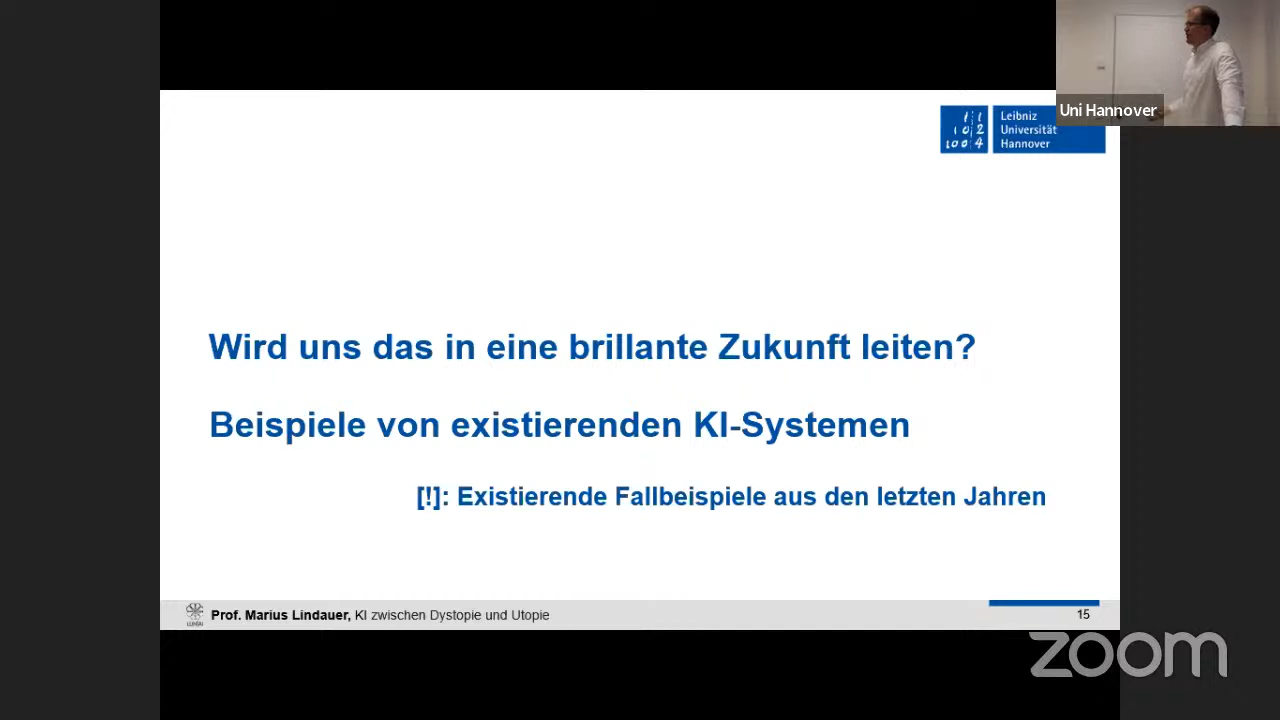 Uni Hannover
Leibniz
Universität
Hannover
Wird uns das in eine brillante Zukunft leiten?
Beispiele von existierenden KI-Systemen
[!]: Existierende Fallbeispiele aus den letzten Jahren
Prof. Marius Lindauer, KI zwischen Dystopie und Utopie
15
zoom